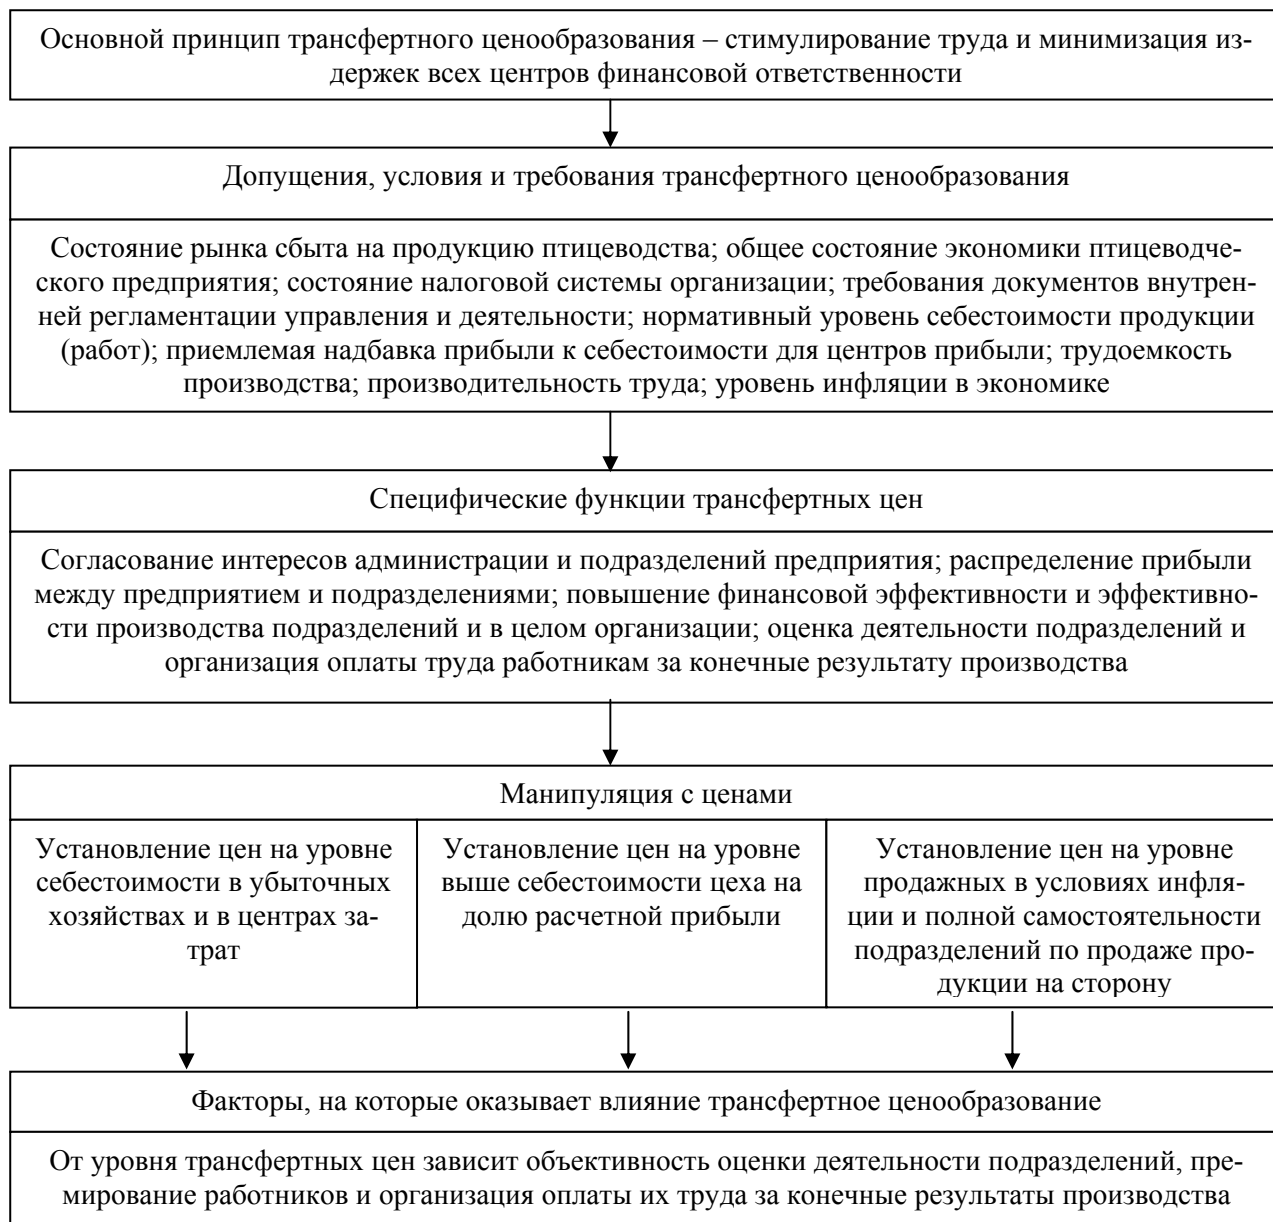 Основной принцип трансфертного ценообразования – стимулирование труда и минимизация из-
держек всех центров финансовой ответственности
Допущения, условия и требования трансфертного ценообразования
Состояние рынка сбыта на продукцию птицеводства; общее состояние экономики птицеводче-
ского предприятия; состояние налоговой системы организации; требования документов внутрен-
ней регламентации управления и деятельности; нормативный уровень себестоимости продукции
(работ); приемлемая надбавка прибыли к себестоимости для центров прибыли; трудоемкость
производства; производительность труда; уровень инфляции в экономике
Специфические функции трансфертных цен
Согласование интересов администрации и подразделений предприятия; распределение прибыли
между предприятием и подразделениями; повышение финансовой эффективности и эффективно-
сти производства подразделений и в целом организации; оценка деятельности подразделений и
организация оплаты труда работникам за конечные результату производства
Манипуляция с ценами
Установление цен на уровне
себестоимости в убыточных
хозяйствах и в центрах за-
трат
Установление цен на уровне
выше себестоимости цеха на
долю расчетной прибыли
Установление цен на уровне
продажных в условиях инфля-
ции и полной самостоятельности
подразделений по продаже про-
дукции на сторону
Факторы, на которые оказывает влияние трансфертное ценообразование
От уровня трансфертных цен зависит объективность оценки деятельности подразделений, пре-
мирование работников и организация оплаты их труда за конечные результаты производства